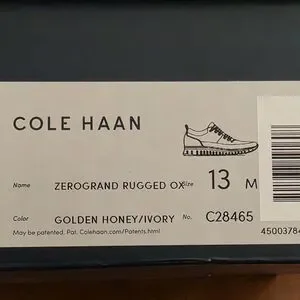 COLE HAAN
Name ZEROGRAND RUGGED OX Size 13 M
Color GOLDEN HONEY/IVORY No. C28465
May be patented. Pat. Colehaan.com/Patents.html
45003784